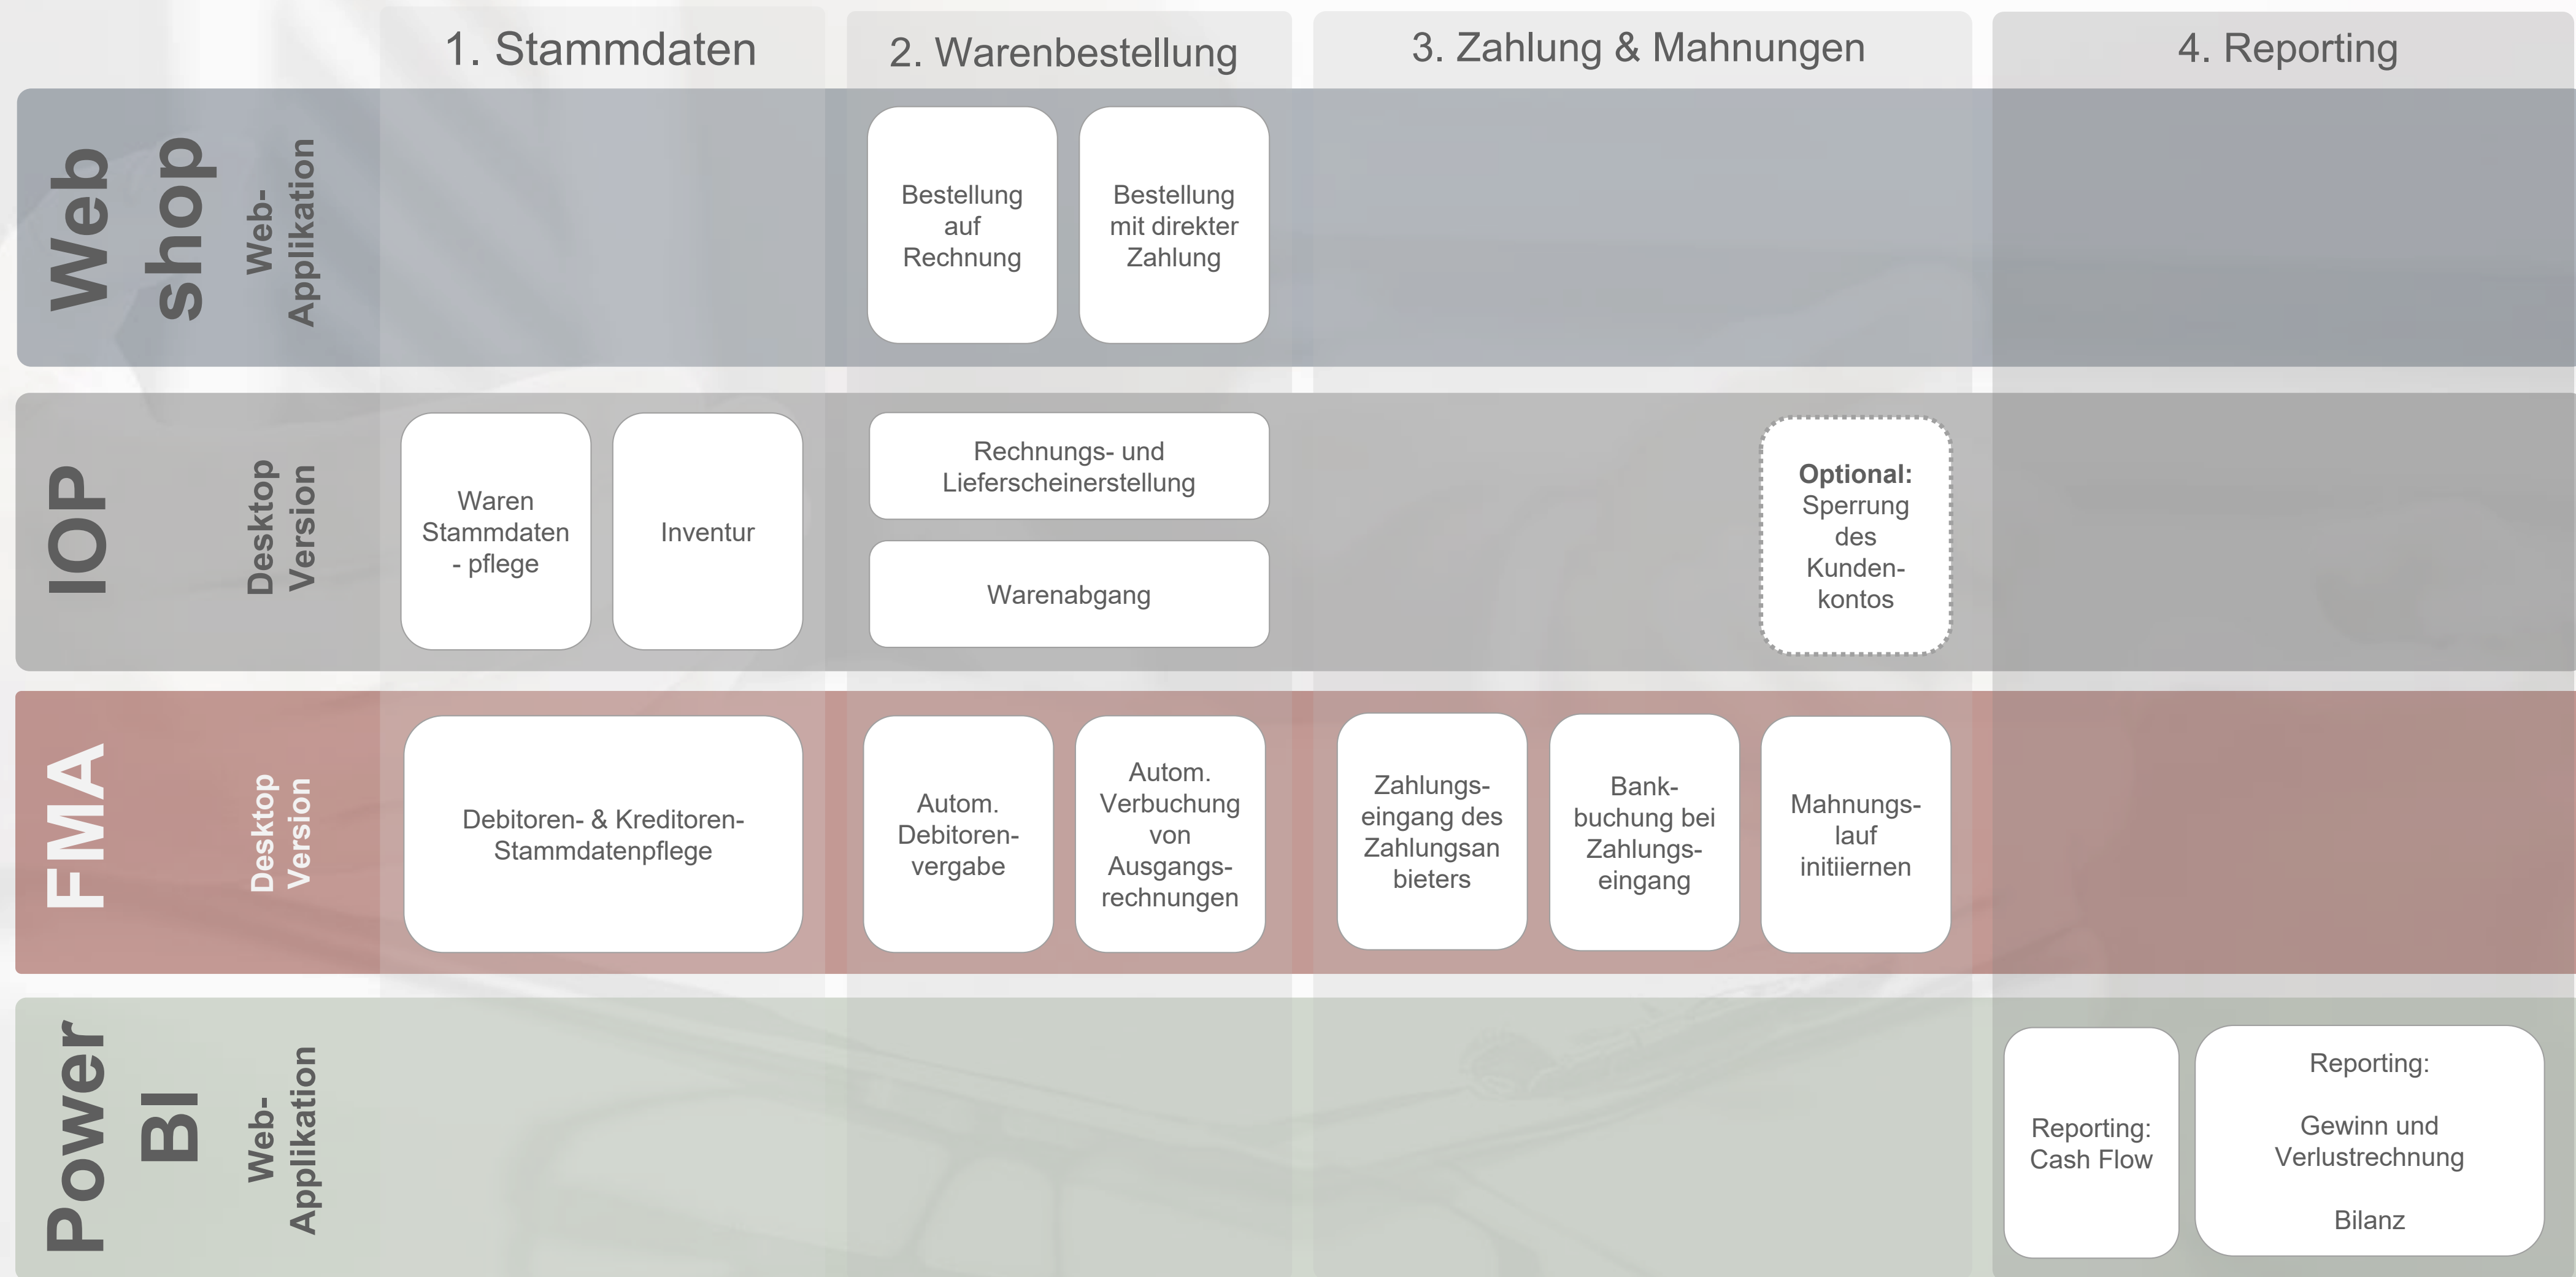 1. Stammdaten
2. Warenbestellung
3. Zahlung & Mahnungen
4. Reporting
Web
shop
Web-
Applikation
Bestellung
auf
Rechnung
Bestellung
mit direkter
Zahlung
IOP
Desktop
Version
Waren
Stammdaten
- pflege
Inventur
Rechnungs- und
Lieferscheinerstellung
Warenabgang
Optional:
Sperrung
des
Kunden-
kontos
FMA
Desktop
Version
Debitoren- & Kreditoren-
Stammdatenpflege
Autom.
Debitoren-
vergabe
Autom.
Verbuchung
von
Ausgangs-
rechnungen
Zahlungs-
eingang des
Zahlungsan
bieters
Bank-
buchung bei
Zahlungs-
eingang
Mahnungs-
lauf
initiiernen
Power
BI
Web-
Applikation
Reporting:
Cash Flow
Reporting:
Gewinn und
Verlustrechnung
Bilanz